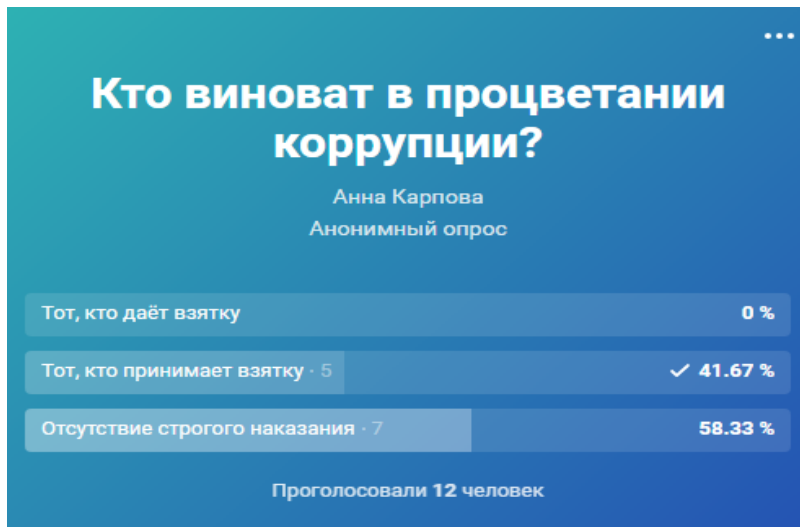 Кто виноват в процветании
коррупции?
Анна Карпова
Анонимный опрос
Тот, кто даёт взятку 0 %
Тот, кто принимает взятку · 5 ✓ 41.67 %
Отсутствие строгого наказания · 7 58.33 %
Проголосовали 12 человек